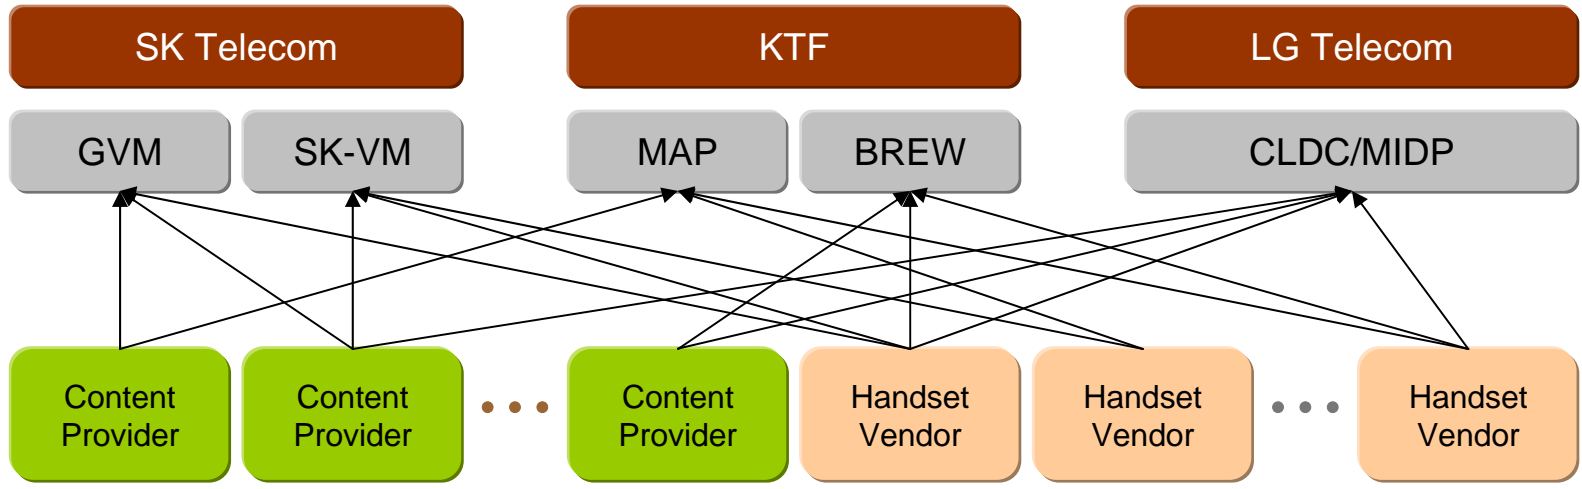 SK Telecom
KTF
LG Telecom
GVM
SK-VM
MAP
BREW
CLDC/MIDP
Content
Provider
Content
Provider
Content
Provider
Handset
Vendor
Handset
Vendor
Handset
Vendor